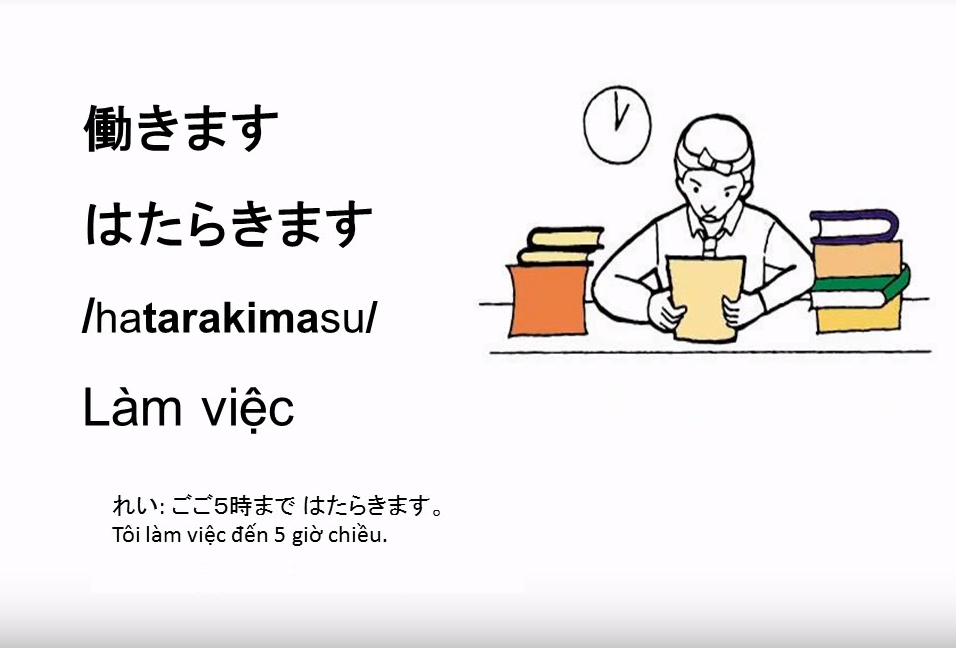 働きます
はたらきます
/hatarakimasu/
Làm việc
れい: ごご５時まで はたらきます。
Tôi làm việc đến 5 giờ chiều.